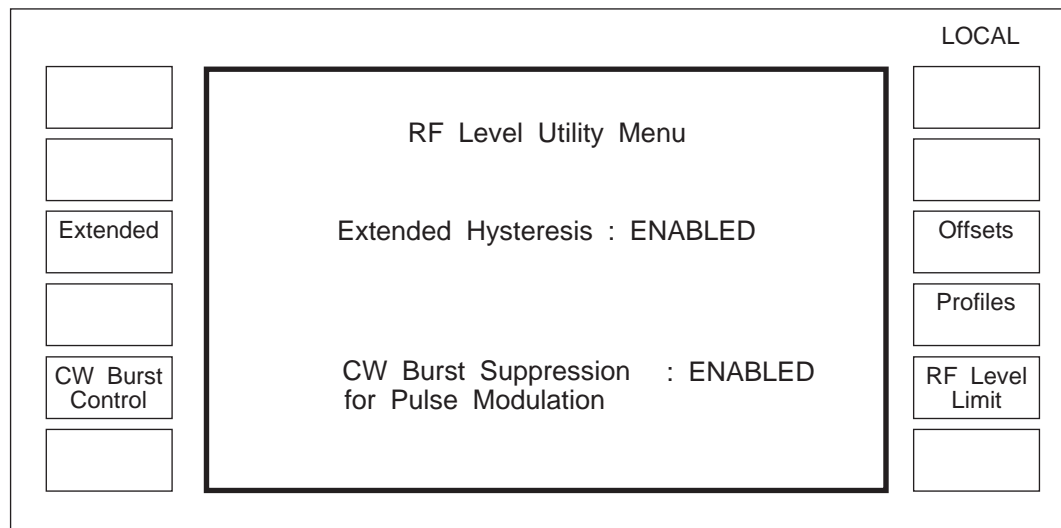 LOCAL
RF Level Utility Menu
Extended
Extended Hysteresis : ENABLED
Offsets
Profiles
CW Burst
Control
CW Burst Suppression : ENABLED
for Pulse Modulation
RF Level
Limit